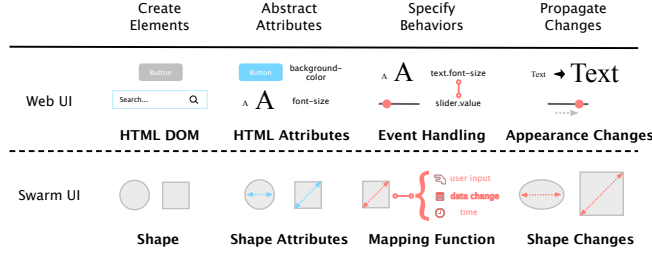 Create Elements
Abstract Attributes
Specify Behaviors
Propagate Changes
Web UI
Button
Search...
HTML DOM
Button
background-color
A A
font-size
HTML Attributes
A A
text.font-size
slider.value
Event Handling
Text Text
Appearance Changes
Swarm UI
Shape
Shape Attributes
user input
data change
time
Mapping Function
Shape Changes